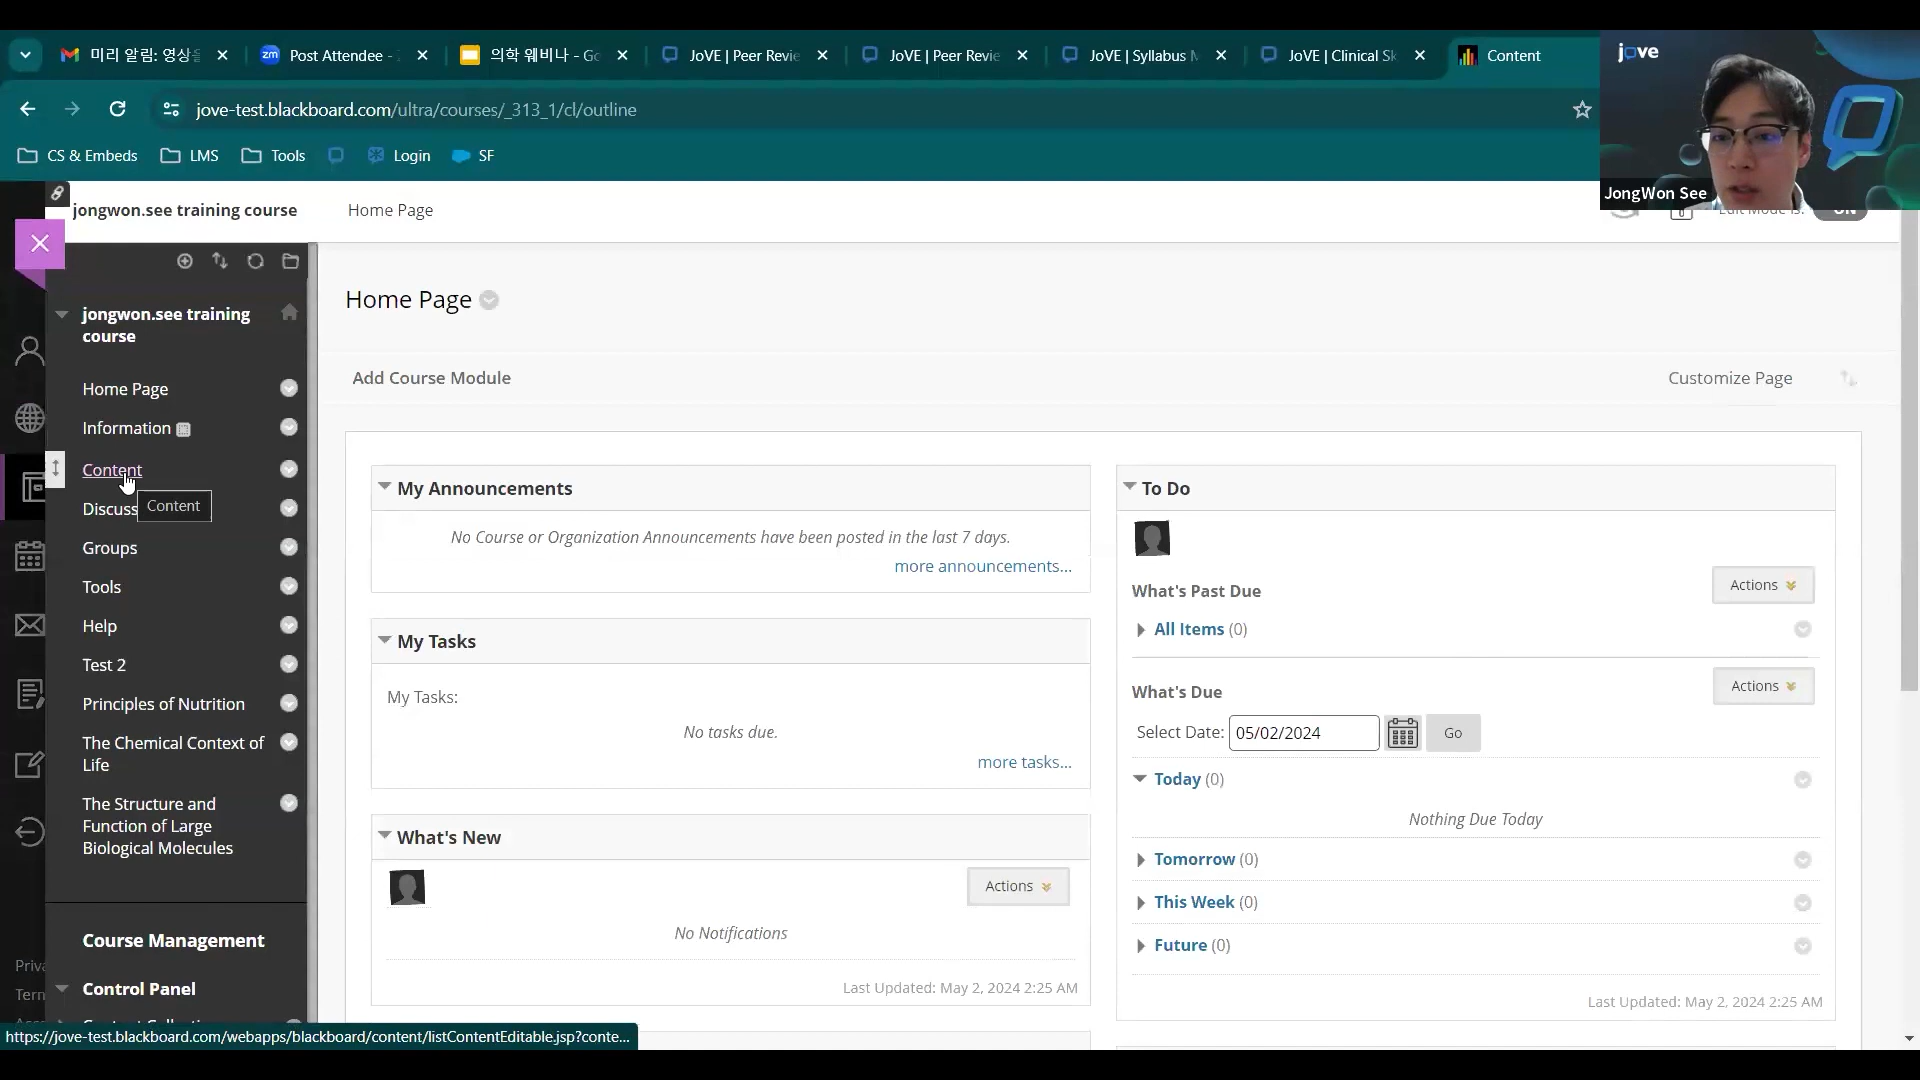 미리 알림: 영상을
Post Attendee -
의학 웨비나 - Go
JoVE | Peer Revie
JoVE | Peer Revie
JoVE | Syllabus M
JoVE | Clinical Sk
Content
jove
jove-test.blackboard.com/ultra/courses/_313_1/cl/outline
CS & Embeds
LMS
Tools
Login
SF
JongWon See
jongwon.see training course
Home Page
Edit Mode is:
ON
jongwon.see training
course
Home Page
Information
Content
Content
Discuss
Groups
Tools
Help
Test 2
Principles of Nutrition
The Chemical Context of
Life
The Structure and
Function of Large
Biological Molecules
Course Management
Control Panel
Priva
Term
Home Page
Add Course Module
Customize Page
My Announcements
No Course or Organization Announcements have been posted in the last 7 days.
more announcements...
My Tasks
My Tasks:
No tasks due.
more tasks...
What's New
Actions
No Notifications
Last Updated: May 2, 2024 2:25 AM
To Do
What's Past Due
Actions
All Items (0)
What's Due
Actions
Select Date: 05/02/2024
Go
Today (0)
Nothing Due Today
Tomorrow (0)
This Week (0)
Future (0)
Last Updated: May 2, 2024 2:25 AM
https://jove-test.blackboard.com/webapps/blackboard/content/listContentEditable.jsp?conte...